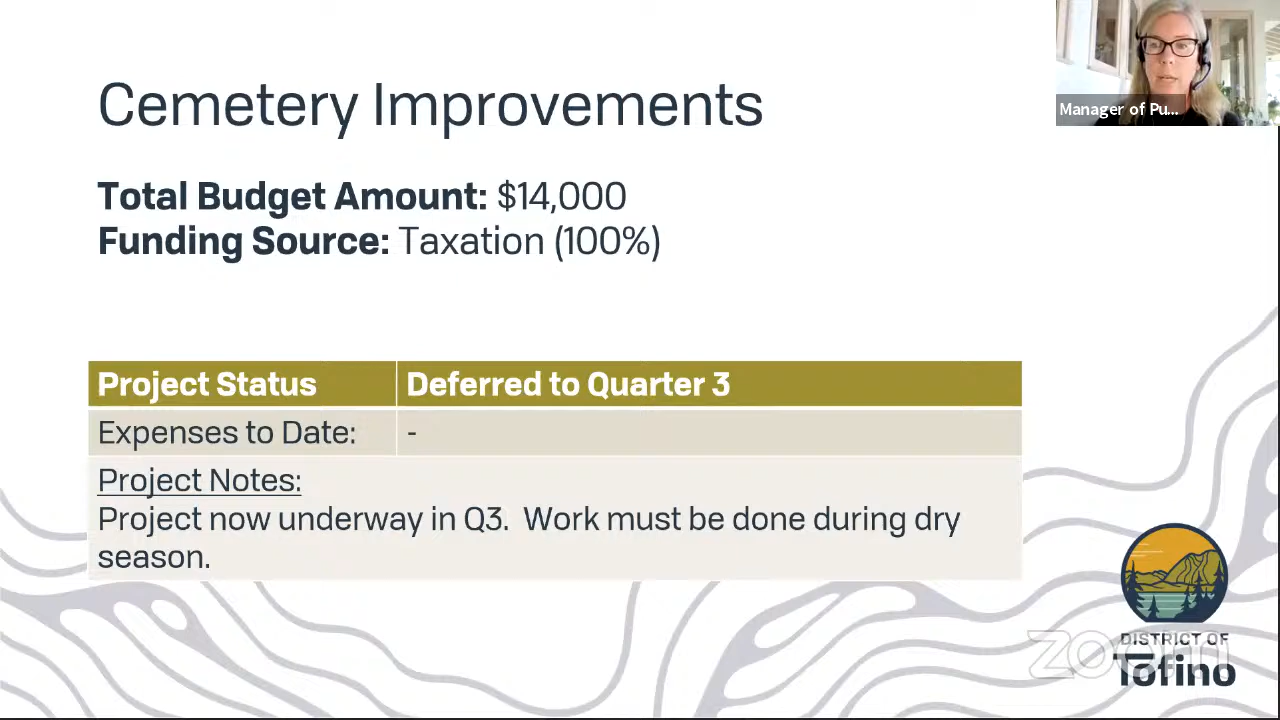 Cemetery Improvements
Manager of Pu...
Total Budget Amount: $14,000
Funding Source: Taxation (100%)
Project Status Deferred to Quarter 3
Expenses to Date: -
Project Notes:
Project now underway in Q3. Work must be done during dry
season.
DISTRICT OF
Tofino
zoom